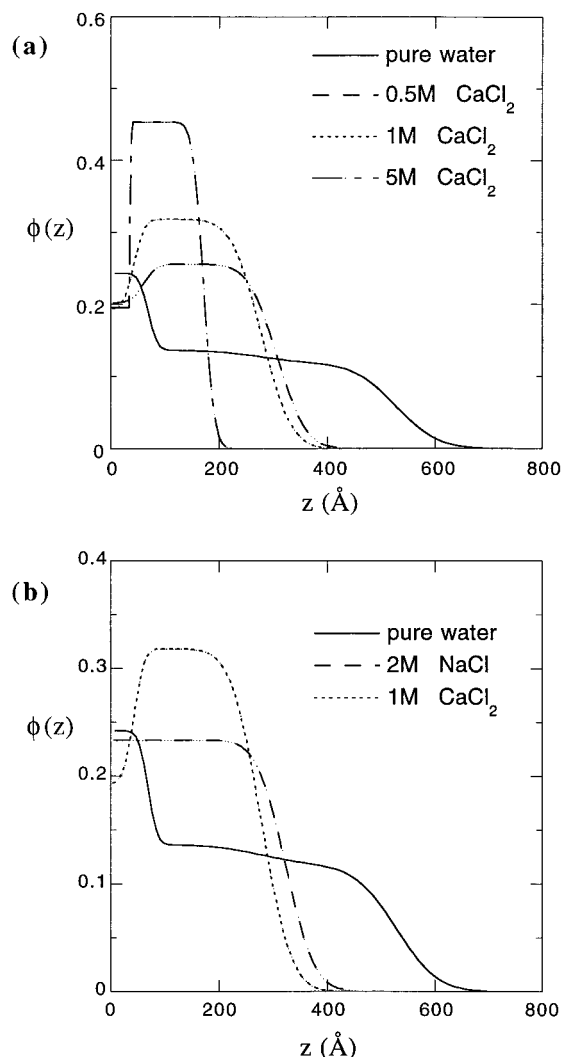 (a)
0.6
0.4
0.2
0
ϕ(z)
pure water
0.5M CaCl₂
1M CaCl₂
5M CaCl₂
0 200 400 600 800
z (Å)
(b)
0.4
0.3
0.2
0.1
0
ϕ(z)
pure water
2M NaCl
1M CaCl₂
0 200 400 600 800
z (Å)